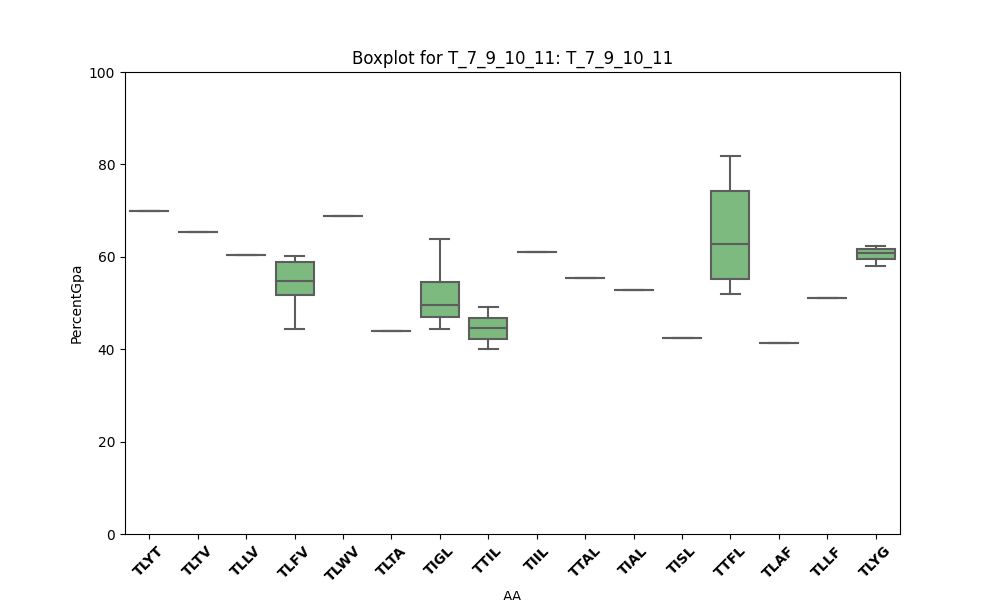 Boxplot for T_7_9_10_11: T_7_9_10_11
100
80
60
40
20
0
PercentGpa
TLYT TLTV TLLV TLFV TLWV TLTA TIGL TTIL TIIL TTAL TIAL TISL TTFL TLAF TLLF TLYG
AA